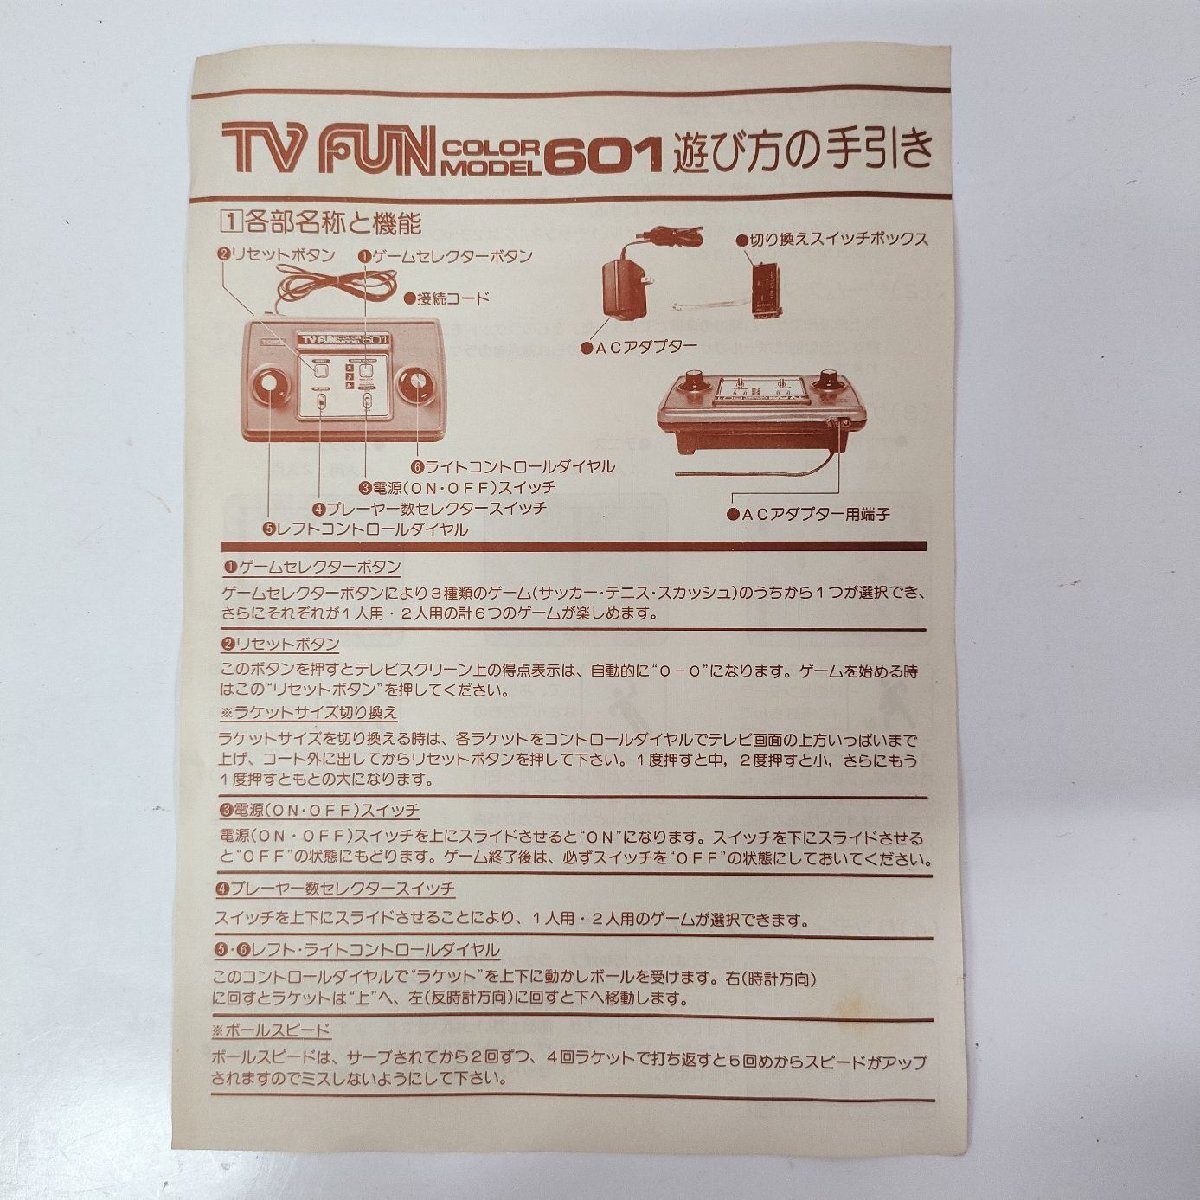 TV FUN COLOR MODEL 601 遊び方の手引き
1 各部名称と機能
❷リセットボタン
❶ゲームセレクターボタン
●切り換えスイッチボックス
●接続コード
●ACアダプター
TV FUN 601
❻ライトコントロールダイヤル
❸電源(ON・OFF)スイッチ
❹プレーヤー数セレクタースイッチ
❺レフトコントロールダイヤル
●ACアダプター用端子
❶ゲームセレクターボタン
ゲームセレクターボタンにより3種類のゲーム(サッカー・テニス・スカッシュ)のうちから1つが選択でき、
さらにそれぞれが1人用・2人用の計6つのゲームが楽しめます。
❷リセットボタン
このボタンを押すとテレビスクリーン上の得点表示は、自動的に“0−0”になります。ゲームを始める時
はこの“リセットボタン”を押してください。
※ラケットサイズ切り換え
ラケットサイズを切り換える時は、各ラケットをコントロールダイヤルでテレビ画面の上方いっぱいまで
上げ、コート外に出してからリセットボタンを押して下さい。1度押すと中，2度押すと小，さらにもう
1度押すともとの大になります。
❸電源(ON・OFF)スイッチ
電源(ON・OFF)スイッチを上にスライドさせると“ON”になります。スイッチを下にスライドさせる
と“OFF”の状態にもどります。ゲーム終了後は、必ずスイッチを“OFF”の状態にしておいてください。
❹プレーヤー数セレクタースイッチ
スイッチを上下にスライドさせることにより、1人用・2人用のゲームが選択できます。
❺・❻レフト・ライトコントロールダイヤル
このコントロールダイヤルで“ラケット”を上下に動かしボールを受けます。右(時計方向)
に回すとラケットは“上”へ、左(反時計方向)に回すと下へ移動します。
※ボールスピード
ボールスピードは、サーブされてから2回ずつ、4回ラケットで打ち返すと5回めからスピードがアップ
されますのでミスしないようにして下さい。